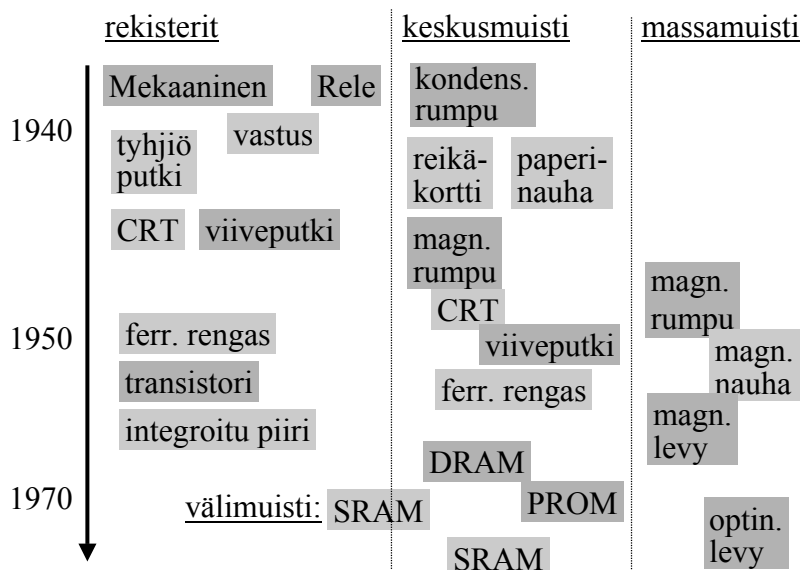 rekisterit
keskusmuisti
massamuisti
Mekaaninen
Rele
kondens.
rumpu
1940
tyhjiö
putki
vastus
reikä-
kortti
paperi-
nauha
CRT
viiveputki
magn.
rumpu
magn.
rumpu
CRT
1950
ferr. rengas
viiveputki
magn.
nauha
transistori
ferr. rengas
integroitu piiri
magn.
levy
DRAM
1970
välimuisti:
SRAM
PROM
optin.
levy
SRAM